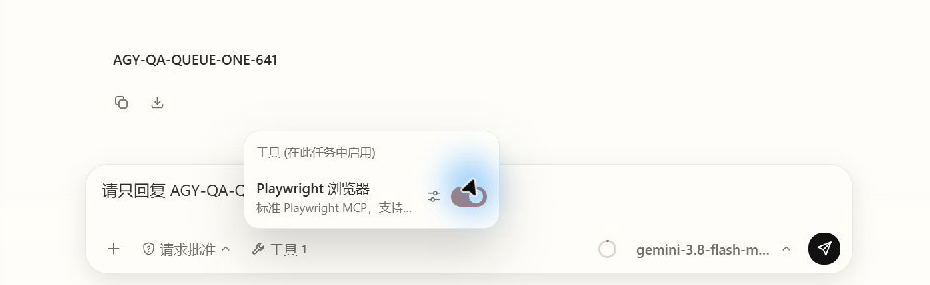 AGY-QA-QUEUE-ONE-641
工具 (在此任务中启用)
Playwright 浏览器
标准 Playwright MCP，支持...
请只回复 AGY-QA-Q
请求批准
工具 1
gemini-3.8-flash-m...